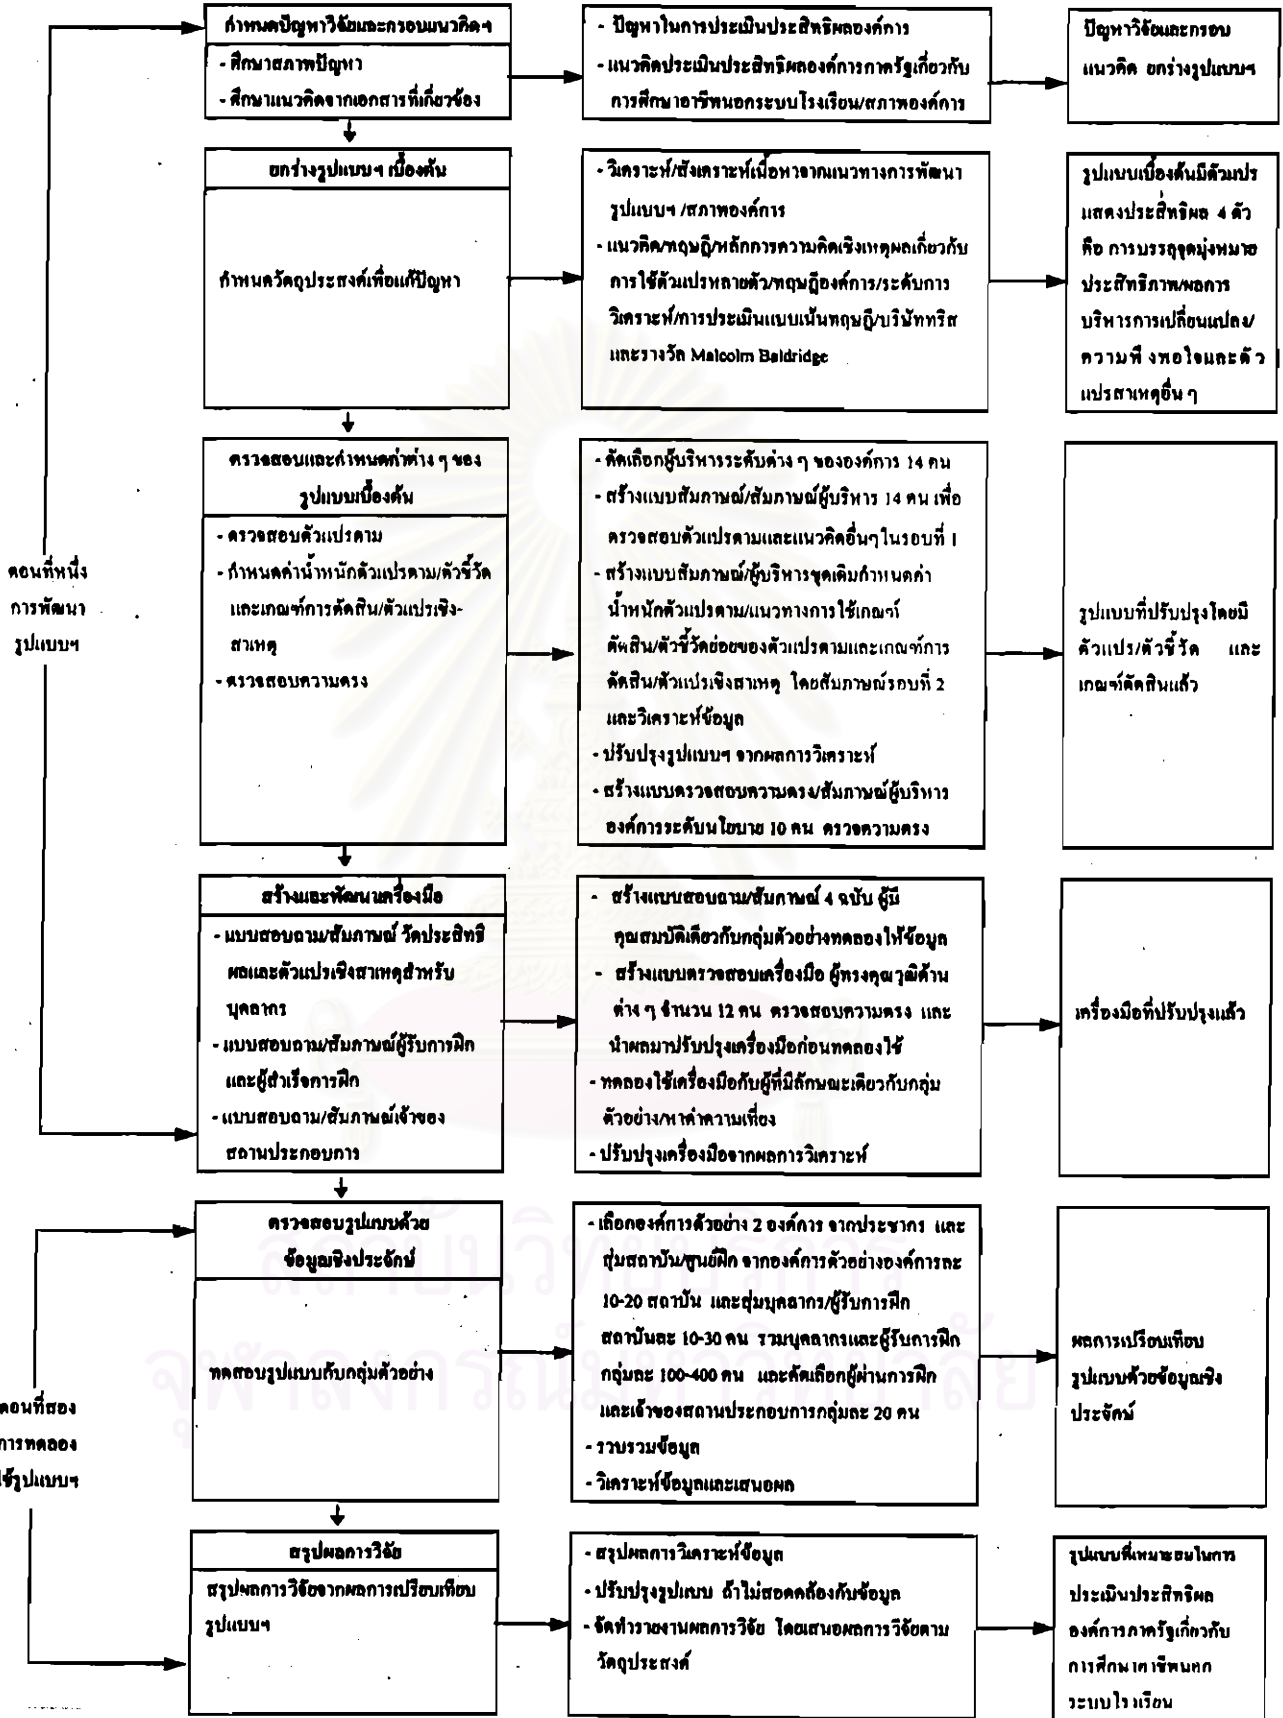 กำหนดปัญหาวิจัยและกรอบแนวคิดฯ
- ศึกษาสภาพปัญหา
- ศึกษาแนวคิดจากเอกสารที่เกี่ยวข้อง
- ปัญหาในการประเมินประสิทธิผลองค์การ
- แนวคิดประเมินประสิทธิผลองค์การภาครัฐเกี่ยวกับ
การศึกษาอาชีพนอกระบบโรงเรียน/สภาพองค์การ
ปัญหาวิจัยและกรอบ
แนวคิด ยกร่างรูปแบบฯ
ยกร่างรูปแบบฯ เบื้องต้น
กำหนดวัตถุประสงค์เพื่อแก้ปัญหา
- วิเคราะห์/สังเคราะห์เนื้อหาจากแนวทางการพัฒนา
รูปแบบฯ /สภาพองค์การ
- แนวคิด/ทฤษฎี/หลักการความคิดเชิงเหตุผลเกี่ยวกับ
การใช้ตัวแปรหลายตัว/ทฤษฎีองค์การ/ระดับการ
วิเคราะห์/การประเมินแบบเน้นทฤษฎี/บริษัททริส
และรางวัล Malcolm Baldridge
รูปแบบเบื้องต้นมีตัวแปร
แสดงประสิทธิผล 4 ตัว
คือ การบรรลุจุดมุ่งหมาย
ประสิทธิภาพ/ผลการ
บริหารการเปลี่ยนแปลง/
ความพึงพอใจและตัว
แปรสาเหตุอื่น ๆ
ตรวจสอบและกำหนดค่าต่าง ๆ ของ
รูปแบบเบื้องต้น
- ตรวจสอบตัวแปรตาม
- กำหนดค่าน้ำหนักตัวแปรตาม/ตัวชี้วัด
และเกณฑ์การตัดสิน/ตัวแปรเชิง-
สาเหตุ
- ตรวจสอบความตรง
- คัดเลือกผู้บริหารระดับต่าง ๆ ขององค์การ 14 คน
- สร้างแบบสัมภาษณ์/สัมภาษณ์ผู้บริหาร 14 คน เพื่อ
ตรวจสอบตัวแปรตามและแนวคิดอื่นๆ ในรอบที่ 1
- สร้างแบบสัมภาษณ์/ผู้บริหารชุดเดิมกำหนดค่า
น้ำหนักตัวแปรตาม/แนวทางการใช้เกณฑ์
ตัดสิน/ตัวชี้วัดย่อยของตัวแปรตามและเกณฑ์การ
ตัดสิน/ตัวแปรเชิงสาเหตุ โดยสัมภาษณ์รอบที่ 2
และวิเคราะห์ข้อมูล
- ปรับปรุงรูปแบบฯ จากผลการวิเคราะห์
- สร้างแบบตรวจสอบความตรง/สัมภาษณ์ผู้บริหาร
องค์การระดับนโยบาย 10 คน ตรวจความตรง
รูปแบบที่ปรับปรุงโดยมี
ตัวแปร/ตัวชี้วัด และ
เกณฑ์ตัดสินแล้ว
ตอนที่หนึ่ง
การพัฒนา
รูปแบบฯ
สร้างและพัฒนาเครื่องมือ
- แบบสอบถาม/สัมภาษณ์ วัดประสิทธิ
ผลและตัวแปรเชิงสาเหตุสำหรับ
บุคลากร
- แบบสอบถาม/สัมภาษณ์ผู้รับการฝึก
และผู้สำเร็จการฝึก
- แบบสอบถาม/สัมภาษณ์เจ้าของ
สถานประกอบการ
- สร้างแบบสอบถาม/สัมภาษณ์ 4 ฉบับ ผู้มี
คุณสมบัติเดียวกับกลุ่มตัวอย่างทดลองให้ข้อมูล
- สร้างแบบตรวจสอบเครื่องมือ ผู้ทรงคุณวุฒิด้าน
ต่าง ๆ จำนวน 12 คน ตรวจสอบความตรง และ
นำผลมาปรับปรุงเครื่องมือก่อนทดลองใช้
- ทดลองใช้เครื่องมือกับผู้ที่มีลักษณะเดียวกับกลุ่ม
ตัวอย่าง/หาค่าความเที่ยง
- ปรับปรุงเครื่องมือจากผลการวิเคราะห์
เครื่องมือที่ปรับปรุงแล้ว
ตรวจสอบรูปแบบด้วย
ข้อมูลเชิงประจักษ์
ทดสอบรูปแบบกับกลุ่มตัวอย่าง
- เลือกองค์การตัวอย่าง 2 องค์การ จากประชากร และ
สุ่มสถาบัน/ศูนย์ฝึก จากองค์การตัวอย่างองค์การละ
10-20 สถาบัน และสุ่มบุคลากร/ผู้รับการฝึก
สถาบันละ 10-30 คน รวมบุคลากรและผู้รับการฝึก
กลุ่มละ 100-400 คน และคัดเลือกผู้ผ่านการฝึก
และเจ้าของสถานประกอบการกลุ่มละ 20 คน
- รวบรวมข้อมูล
- วิเคราะห์ข้อมูลและเสนอผล
ผลการเปรียบเทียบ
รูปแบบด้วยข้อมูลเชิง
ประจักษ์
ตอนที่สอง
การทดลอง
ใช้รูปแบบฯ
สรุปผลการวิจัย
สรุปผลการวิจัยจากผลการเปรียบเทียบ
รูปแบบฯ
- สรุปผลการวิเคราะห์ข้อมูล
- ปรับปรุงรูปแบบ ถ้าไม่สอดคล้องกับข้อมูล
- จัดทำรายงานผลการวิจัย โดยเสนอผลการวิจัยตาม
วัตถุประสงค์
รูปแบบที่เหมาะสมในการ
ประเมินประสิทธิผล
องค์การภาครัฐเกี่ยวกับ
การศึกษาอาชีพนอก
ระบบโรงเรียน
สถาบันวิทยบริการ
จุฬาลงกรณ์มหาวิทยาลัย